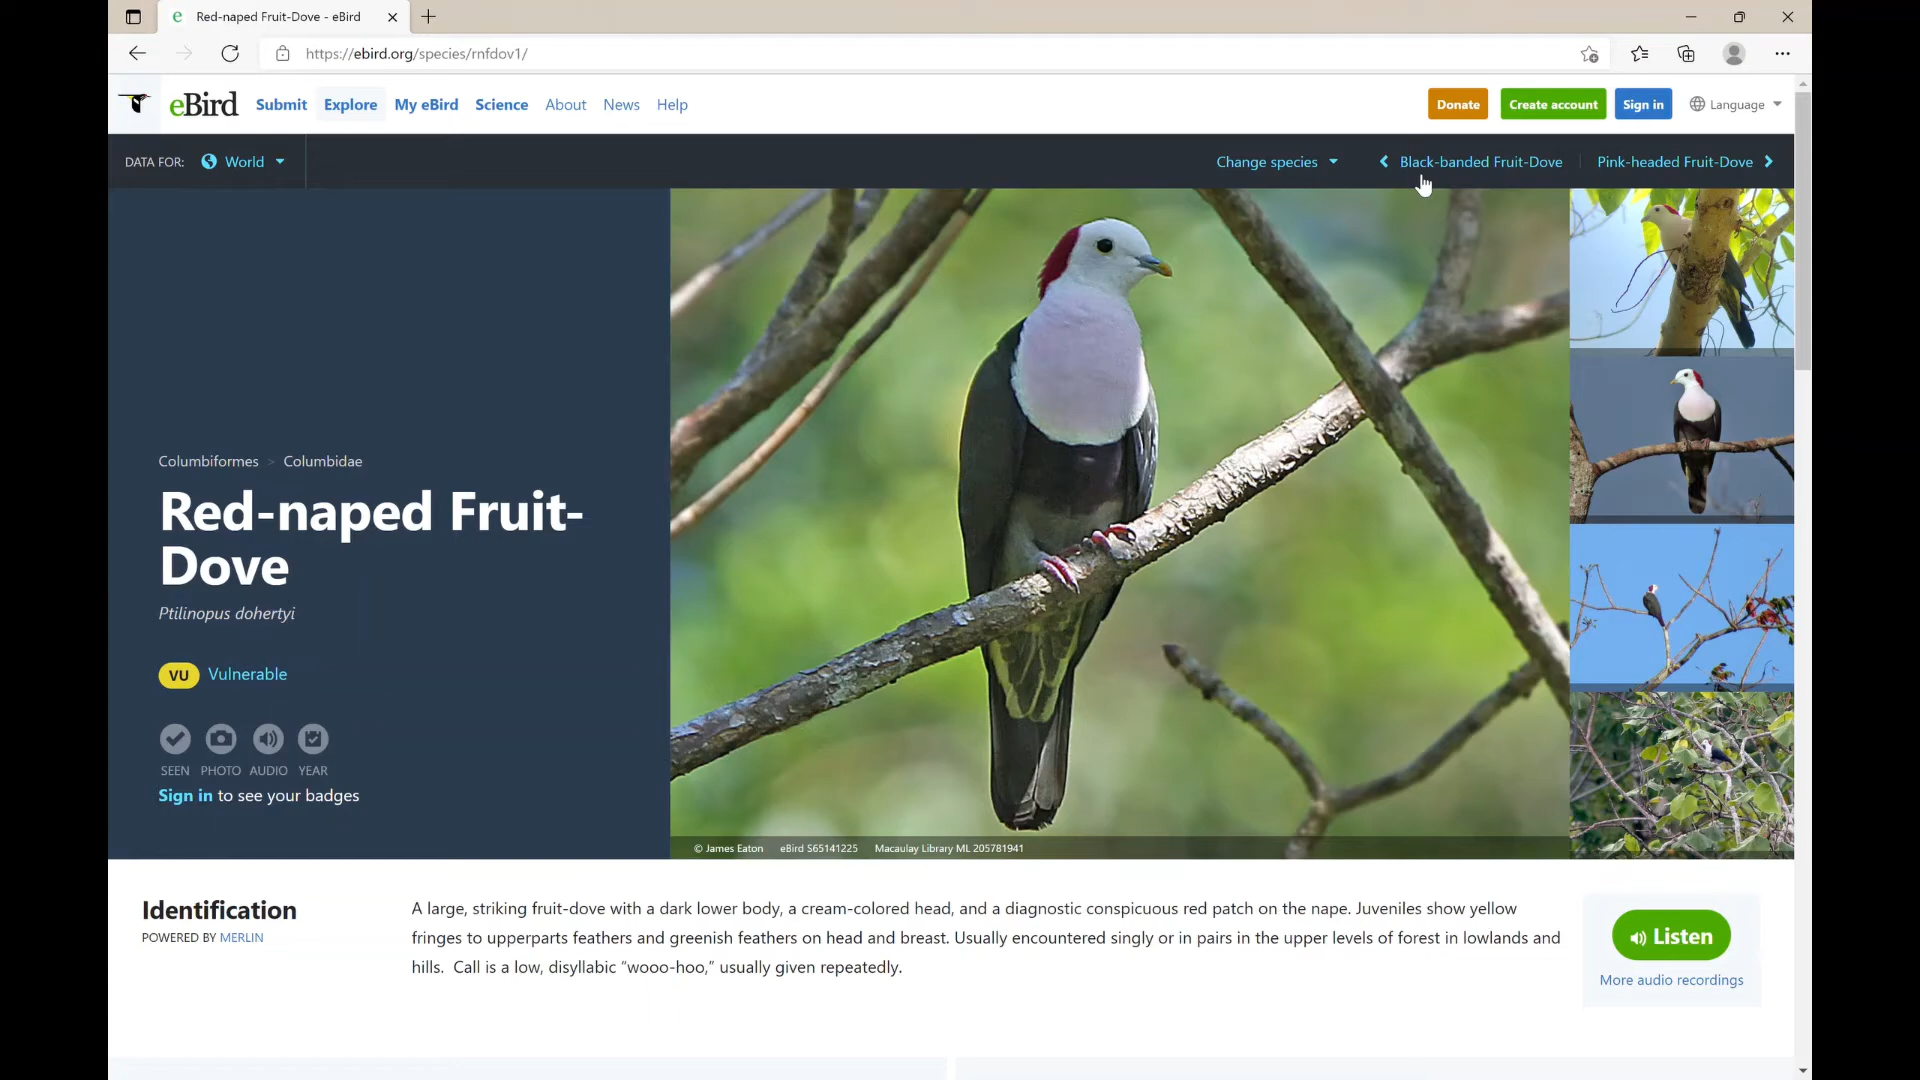 Red-naped Fruit-Dove - eBird
https://ebird.org/species/rnfdov1/
eBird Submit Explore My eBird Science About News Help Donate Create account Sign in Language
DATA FOR: World Change species Black-banded Fruit-Dove Pink-headed Fruit-Dove
Columbiformes > Columbidae
Red-naped Fruit-
Dove
Ptilinopus dohertyi
VU Vulnerable
SEEN PHOTO AUDIO YEAR
Sign in to see your badges
© James Eaton eBird S65141225 Macaulay Library ML 205781941
Identification
POWERED BY MERLIN
A large, striking fruit-dove with a dark lower body, a cream-colored head, and a diagnostic conspicuous red patch on the nape. Juveniles show yellow
fringes to upperparts feathers and greenish feathers on head and breast. Usually encountered singly or in pairs in the upper levels of forest in lowlands and
hills. Call is a low, disyllabic “wooo-hoo,” usually given repeatedly.
Listen
More audio recordings